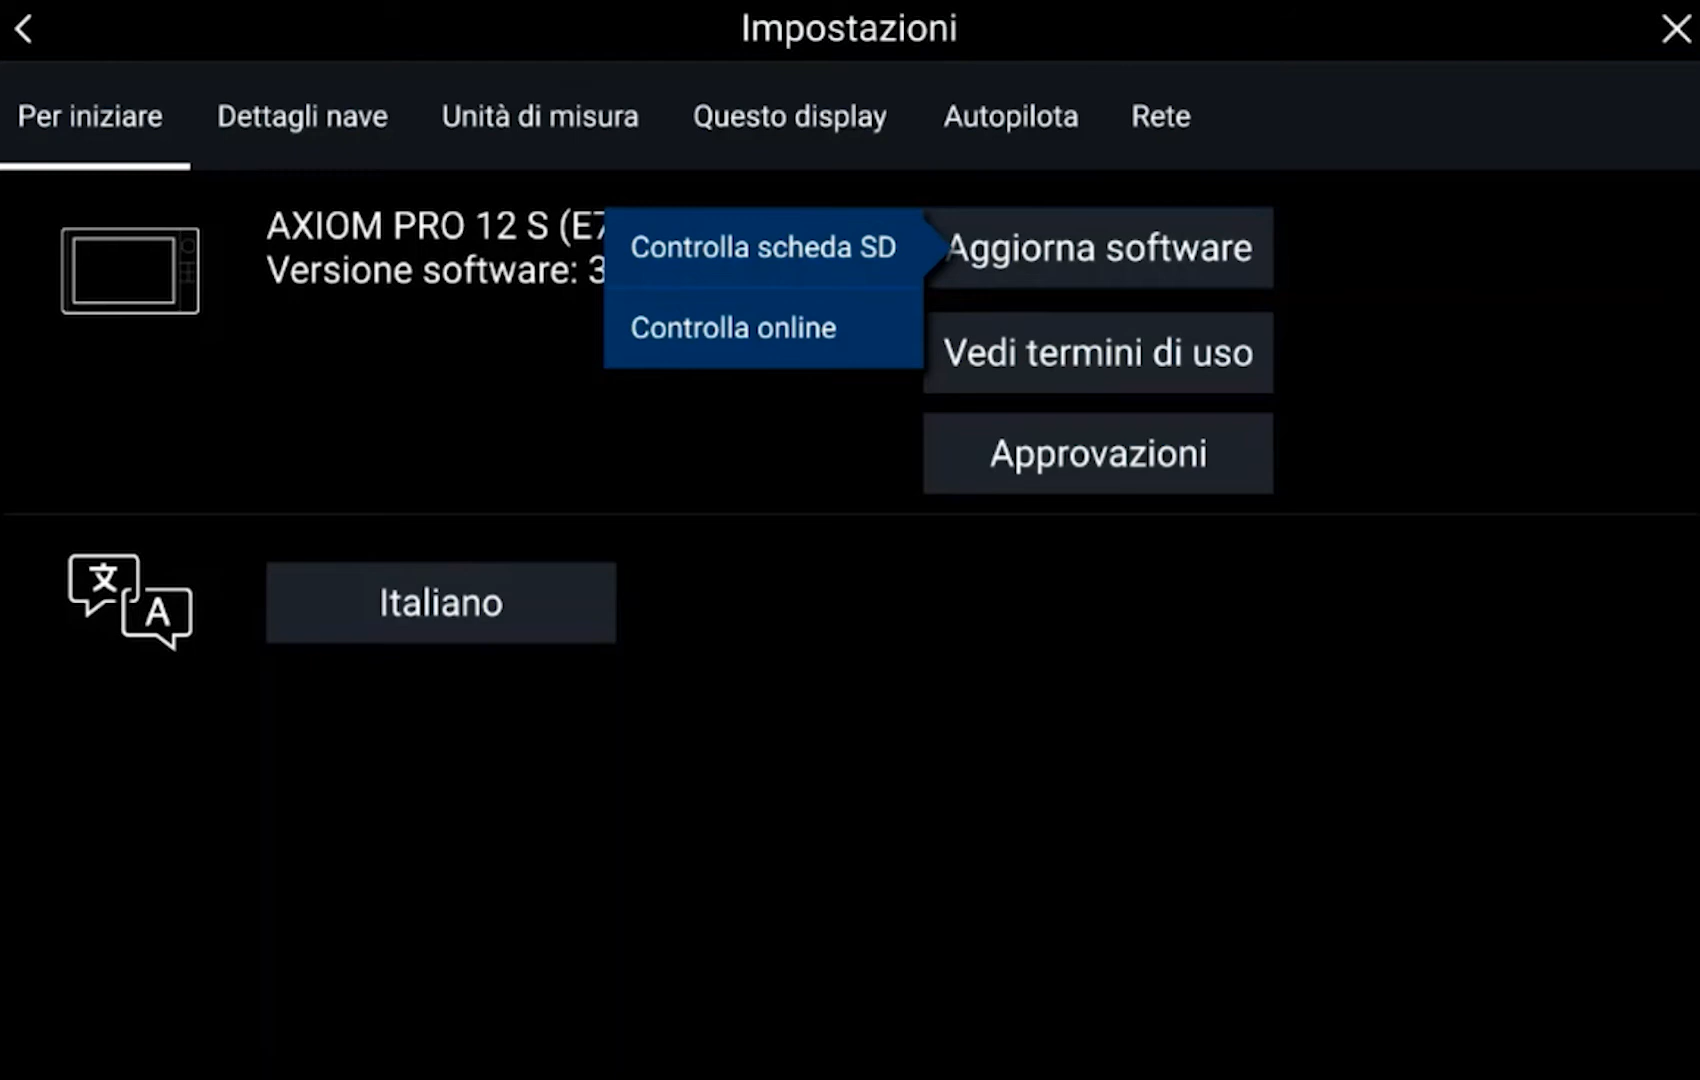 Impostazioni
Per iniziare Dettagli nave Unità di misura Questo display Autopilota Rete
AXIOM PRO 12 S (E7
Versione software: 3
Controlla scheda SD
Controlla online
Aggiorna software
Vedi termini di uso
Approvazioni
文
A
Italiano